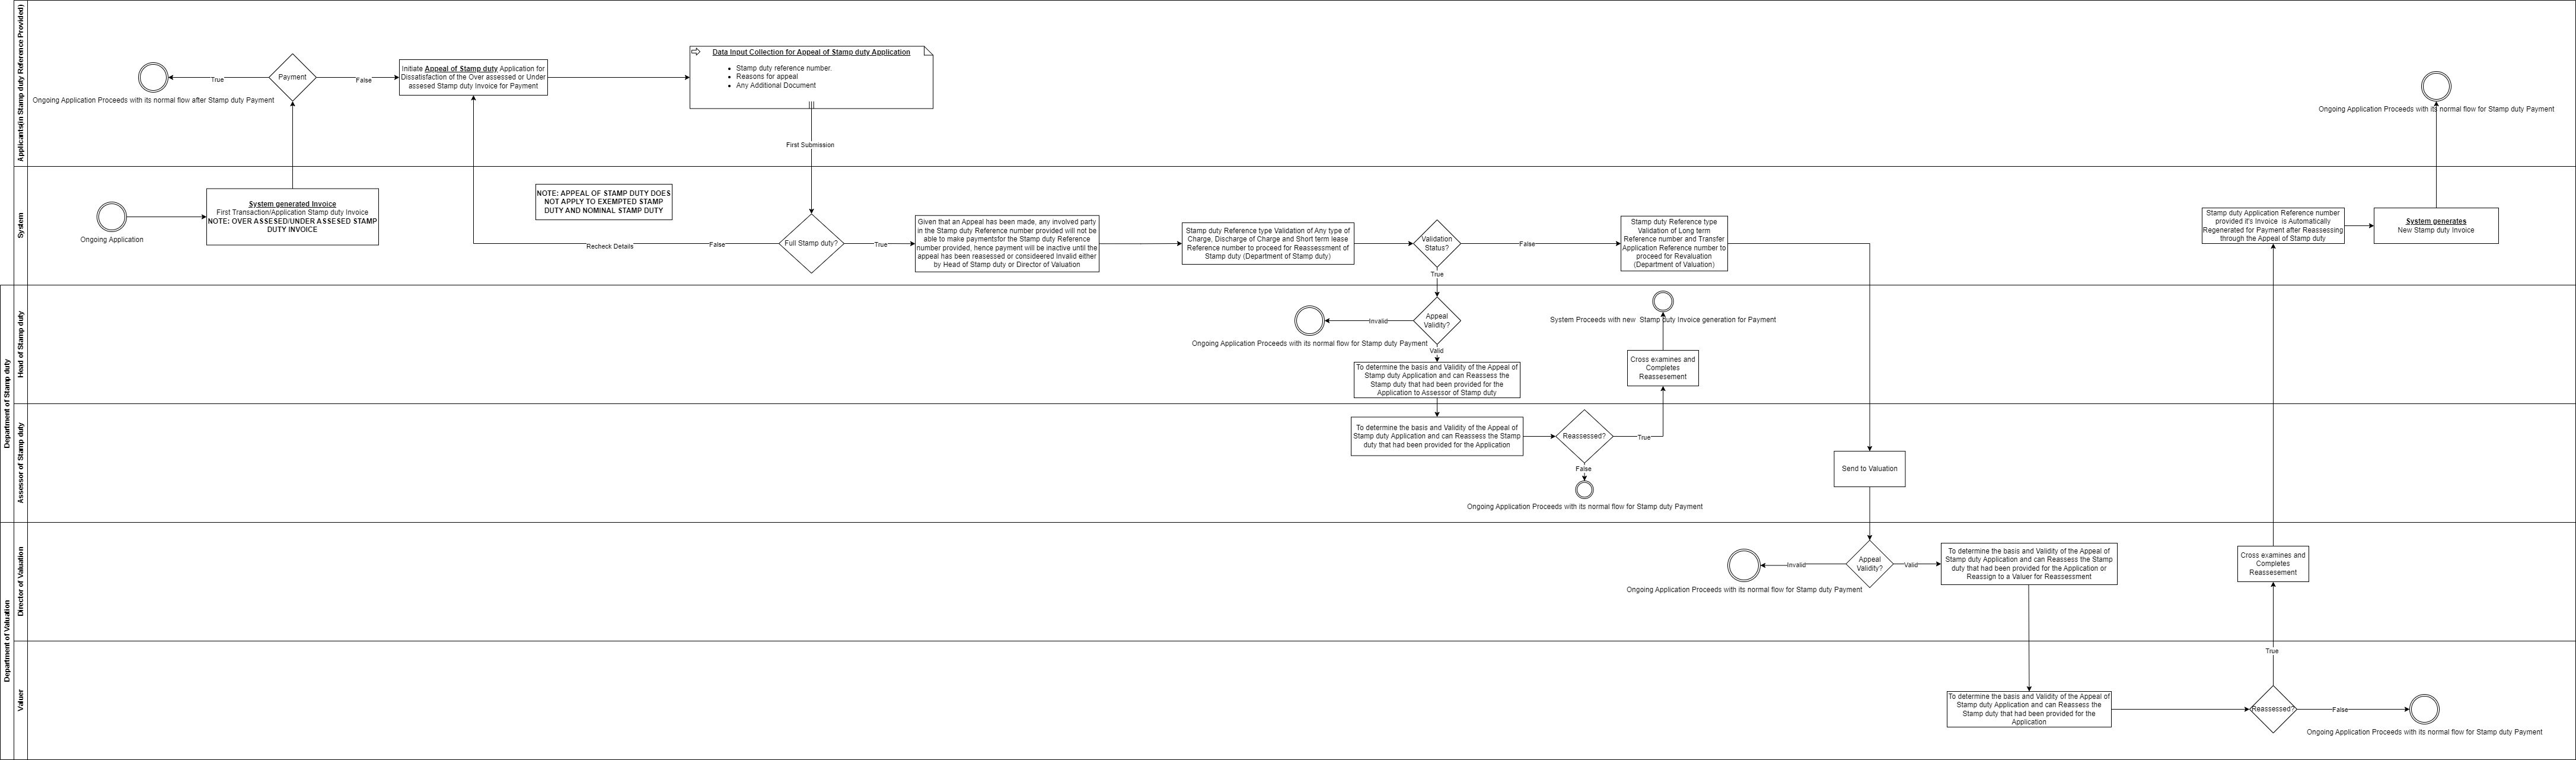 Applicants(in Stamp duty Reference Provided)
Data Input Collection for Appeal of Stamp duty Application
Stamp duty reference number.
Reasons for appeal
Any Additional Document
Payment
True
False
Initiate Appeal of Stamp duty Application for
Dissatisfaction of the Over assessed or Under
assesed Stamp duty Invoice for Payment
Ongoing Application Proceeds with its normal flow after Stamp duty Payment
Ongoing Application Proceeds with its normal flow for Stamp duty Payment
First Submission
System
Ongoing Application
System generated Invoice
First Transaction/Application Stamp duty Invoice
NOTE: OVER ASSESED/UNDER ASSESED STAMP
DUTY INVOICE
NOTE: APPEAL OF STAMP DUTY DOES
NOT APPLY TO EXEMPTED STAMP
DUTY AND NOMINAL STAMP DUTY
Recheck Details
False
Full Stamp duty?
True
Given that an Appeal has been made, any involved party
in the Stamp duty Reference number provided will not be
able to make paymentsfor the Stamp duty Reference
number provided, hence payment will be inactive until the
appeal has been reassessed or consideered Invalid either
by Head of Stamp duty or Director of Valuation
Stamp duty Reference type Validation of Any type of
Charge, Discharge of Charge and Short term lease
Reference number to proceed for Reassessment of
Stamp duty (Department of Stamp duty)
Validation
Status?
False
True
Stamp duty Reference type
Validation of Long term
Reference number and Transfer
Application Reference number to
proceed for Revaluation
(Department of Valuation)
Stamp duty Application Reference number
provided it's Invoice  is Automatically
Regenerated for Payment after Reassessing
through the Appeal of Stamp duty
System generates
New Stamp duty Invoice
Department of Stamp duty
Head of Stamp duty
Appeal
Validity?
Invalid
Valid
Ongoing Application Proceeds with its normal flow for Stamp duty Payment
System Proceeds with new  Stamp duty Invoice generation for Payment
To determine the basis and Validity of the Appeal of
Stamp duty Application and can Reassess the
Stamp duty that had been provided for the
Application to Assessor of Stamp duty
Cross examines and
Completes
Reassesement
Assessor of Stamp duty
To determine the basis and Validity of the Appeal of
Stamp duty Application and can Reassess the Stamp
duty that had been provided for the Application
Reassessed?
True
False
Ongoing Application Proceeds with its normal flow for Stamp duty Payment
Send to Valuation
Department of Valuation
Director of Valuation
Appeal
Validity?
Invalid
Valid
Ongoing Application Proceeds with its normal flow for Stamp duty Payment
To determine the basis and Validity of the Appeal of
Stamp duty Application and can Reassess the Stamp
duty that had been provided for the Application or
Reassign to a Valuer for Reassessment
Cross examines and
Completes
Reassesement
Valuer
True
To determine the basis and Validity of the Appeal of
Stamp duty Application and can Reassess the
Stamp duty that had been provided for the
Application
Reassessed?
False
Ongoing Application Proceeds with its normal flow for Stamp duty Payment